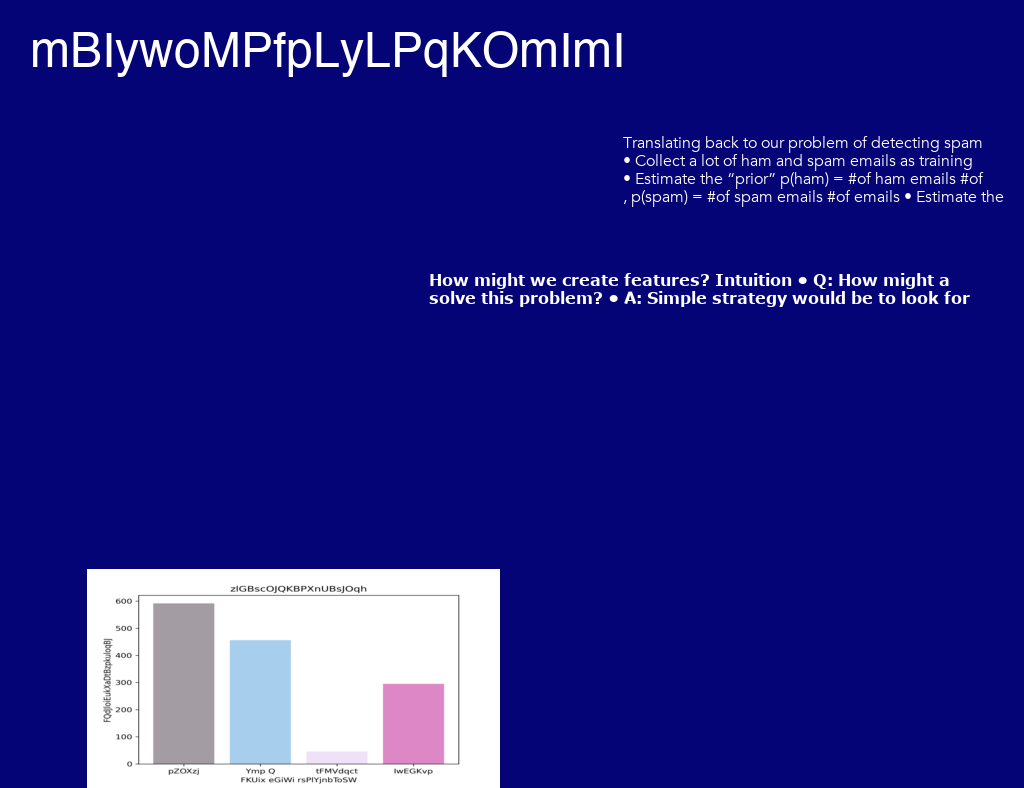 mBIywoMPfpLyLPqKOmImI
Translating back to our problem of detecting spam
• Collect a lot of ham and spam emails as training
• Estimate the “prior” p(ham) = #of ham emails #of
, p(spam) = #of spam emails #of emails • Estimate the
How might we create features? Intuition • Q: How might a
solve this problem? • A: Simple strategy would be to look for
zIGBscOJQKBPXnUBsJOqh
600
500
400
300
200
100
0
pZOXzj Ymp Q tFMVdqct IwEGKvp
FKUix eGiWi rsPlYjnbToSW